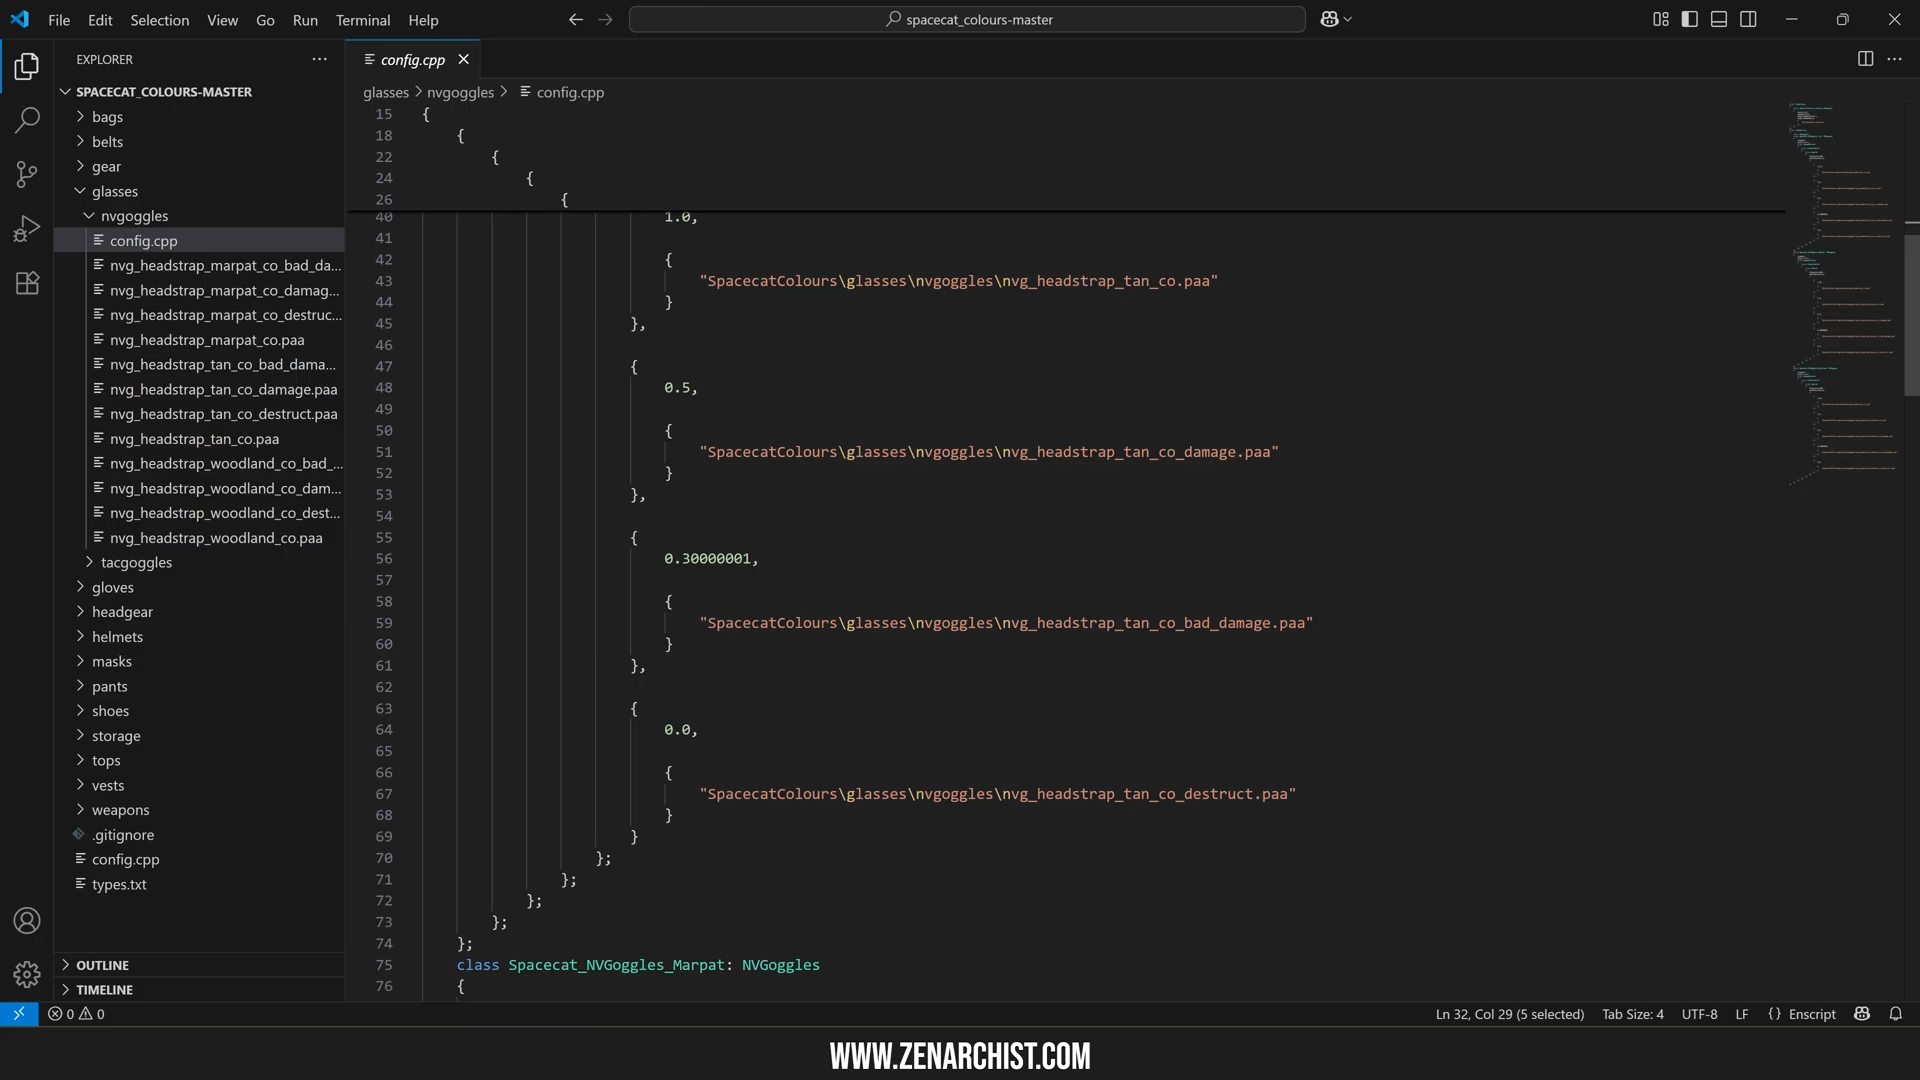 File Edit Selection View Go Run Terminal Help
spacecat_colours-master
EXPLORER
config.cpp
SPACECAT_COLOURS-MASTER
bags
belts
gear
glasses
nvgoggles
config.cpp
nvg_headstrap_marpat_co_bad_da...
nvg_headstrap_marpat_co_damag...
nvg_headstrap_marpat_co_destruc...
nvg_headstrap_marpat_co.paa
nvg_headstrap_tan_co_bad_dama...
nvg_headstrap_tan_co_damage.paa
nvg_headstrap_tan_co_destruct.paa
nvg_headstrap_tan_co.paa
nvg_headstrap_woodland_co_bad_...
nvg_headstrap_woodland_co_dam...
nvg_headstrap_woodland_co_dest...
nvg_headstrap_woodland_co.paa
tacgoggles
gloves
headgear
helmets
masks
pants
shoes
storage
tops
vests
weapons
.gitignore
config.cpp
types.txt
OUTLINE
TIMELINE
glasses > nvgoggles > config.cpp
15 {
18 {
22 {
24 {
26 {
40 1.0,
41
42 {
43 "SpacecatColours\glasses\nvgoggles\nvg_headstrap_tan_co.paa"
44 }
45 },
46
47 {
48 0.5,
49
50 {
51 "SpacecatColours\glasses\nvgoggles\nvg_headstrap_tan_co_damage.paa"
52 }
53 },
54
55 {
56 0.30000001,
57
58 {
59 "SpacecatColours\glasses\nvgoggles\nvg_headstrap_tan_co_bad_damage.paa"
60 }
61 },
62
63 {
64 0.0,
65
66 {
67 "SpacecatColours\glasses\nvgoggles\nvg_headstrap_tan_co_destruct.paa"
68 }
69 }
70 };
71 };
72 };
73 };
74 };
75 class Spacecat_NVGoggles_Marpat: NVGoggles
76 {
0 0 Ln 32, Col 29 (5 selected) Tab Size: 4 UTF-8 LF {} Enscript
WWW.ZENARCHIST.COM